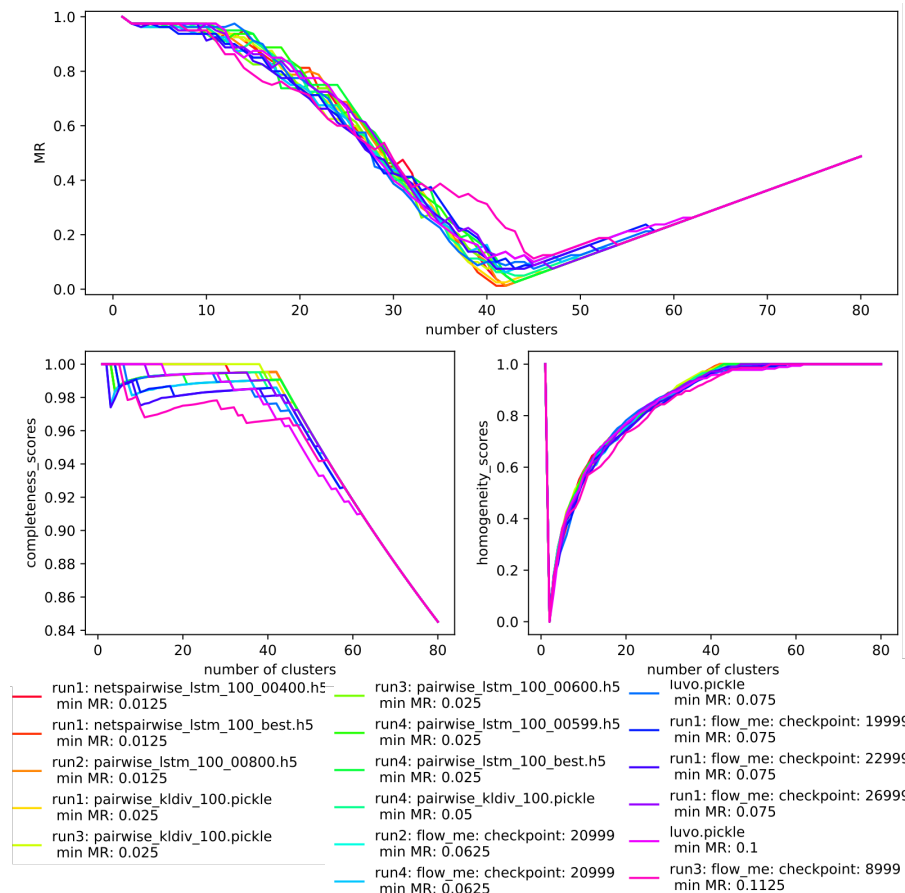 1.0
0.8
0.6
0.4
0.2
0.0
MR
0 10 20 30 40 50 60 70 80
number of clusters
1.00
0.98
0.96
0.94
0.92
0.90
0.88
0.86
0.84
completeness_scores
0 20 40 60 80
number of clusters
1.0
0.8
0.6
0.4
0.2
0.0
homogeneity_scores
0 20 40 60 80
number of clusters
run1: netspairwise_lstm_100_00400.h5
min MR: 0.0125
run1: netspairwise_lstm_100_best.h5
min MR: 0.0125
run2: pairwise_lstm_100_00800.h5
min MR: 0.0125
run1: pairwise_kldiv_100.pickle
min MR: 0.025
run3: pairwise_kldiv_100.pickle
min MR: 0.025
run3: pairwise_lstm_100_00600.h5
min MR: 0.025
run4: pairwise_lstm_100_00599.h5
min MR: 0.025
run4: pairwise_lstm_100_best.h5
min MR: 0.025
run4: pairwise_kldiv_100.pickle
min MR: 0.05
run2: flow_me: checkpoint: 20999
min MR: 0.0625
run4: flow_me: checkpoint: 20999
min MR: 0.0625
luvo.pickle
min MR: 0.075
run1: flow_me: checkpoint: 19999
min MR: 0.075
run1: flow_me: checkpoint: 22999
min MR: 0.075
run1: flow_me: checkpoint: 26999
min MR: 0.075
luvo.pickle
min MR: 0.1
run3: flow_me: checkpoint: 8999
min MR: 0.1125